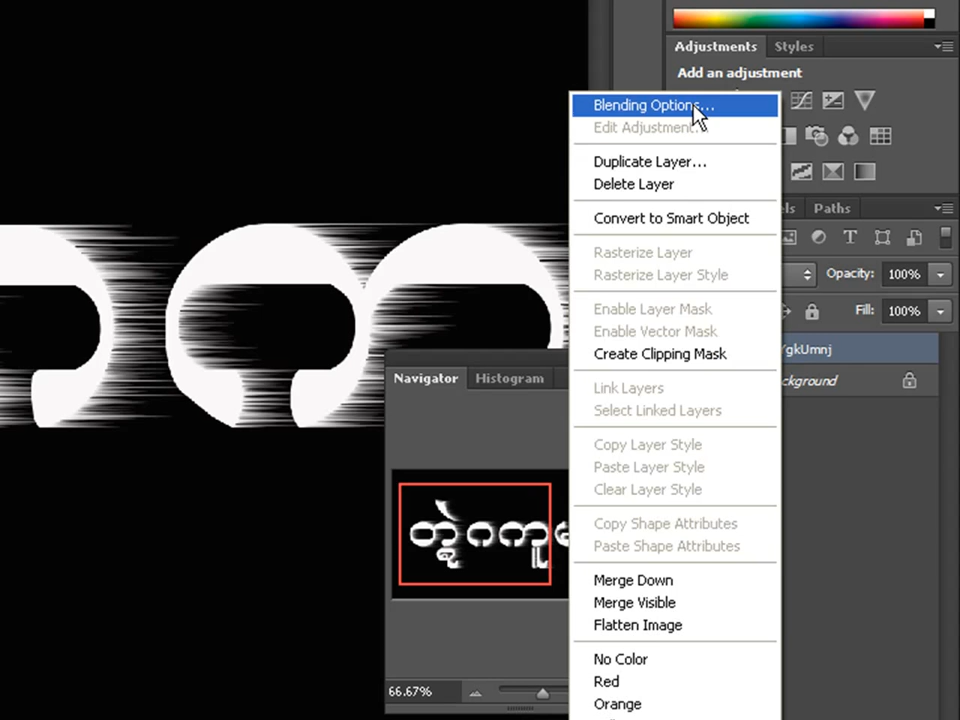 Adjustments Styles
Add an adjustment
Blending Options...
Edit Adjustment...
Duplicate Layer...
Delete Layer
Convert to Smart Object
Paths
Rasterize Layer
Rasterize Layer Style
Opacity: 100%
Enable Layer Mask
Enable Vector Mask
Create Clipping Mask
Fill: 100%
Link Layers
Select Linked Layers
Copy Layer Style
Paste Layer Style
Clear Layer Style
Copy Shape Attributes
Paste Shape Attributes
Merge Down
Merge Visible
Flatten Image
No Color
Red
Orange
Navigator Histogram
66.67%